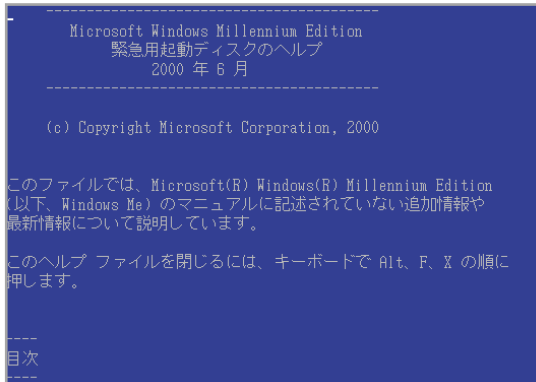 ----------------------------------------
Microsoft Windows Millennium Edition
緊急用起動ディスクのヘルプ
2000 年 6 月
----------------------------------------
(c) Copyright Microsoft Corporation, 2000
このファイルでは、Microsoft(R) Windows(R) Millennium Edition
(以下、Windows Me) のマニュアルに記述されていない追加情報や
最新情報について説明しています。
このヘルプ ファイルを閉じるには、キーボードで Alt、F、X の順に
押します。
----
目次
----